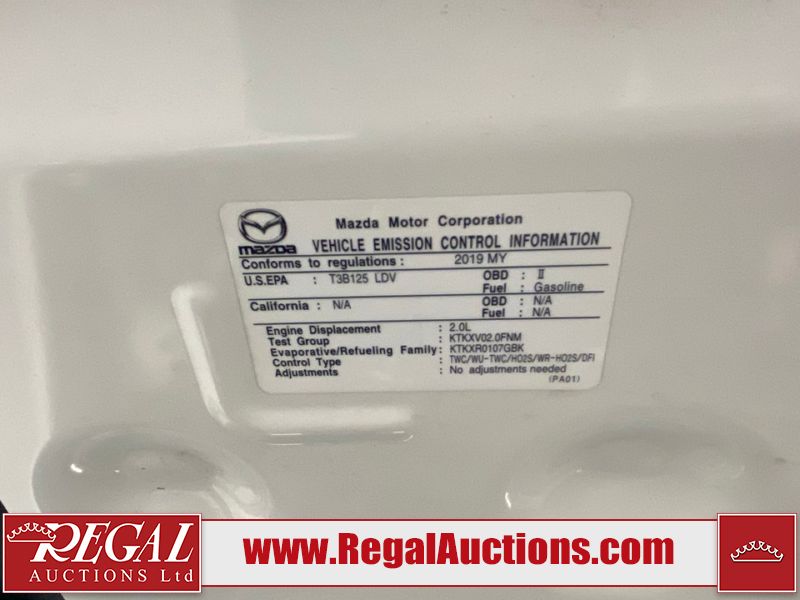 Mazda Motor Corporation
mazda VEHICLE EMISSION CONTROL INFORMATION
Conforms to regulations : 2019 MY
U.S.EPA : T3B125 LDV OBD : II
Fuel : Gasoline
California : N/A OBD : N/A
Fuel : N/A
Engine Displacement : 2.0L
Test Group : KTKXV02.0FNM
Evaporative/Refueling Family: KTKXR0107GBK
Control Type : TWC/WU-TWC/HO2S/WR-HO2S/DFI
Adjustments : No adjustments needed
(PA01)
REGAL
AUCTIONS Ltd
www.RegalAuctions.com